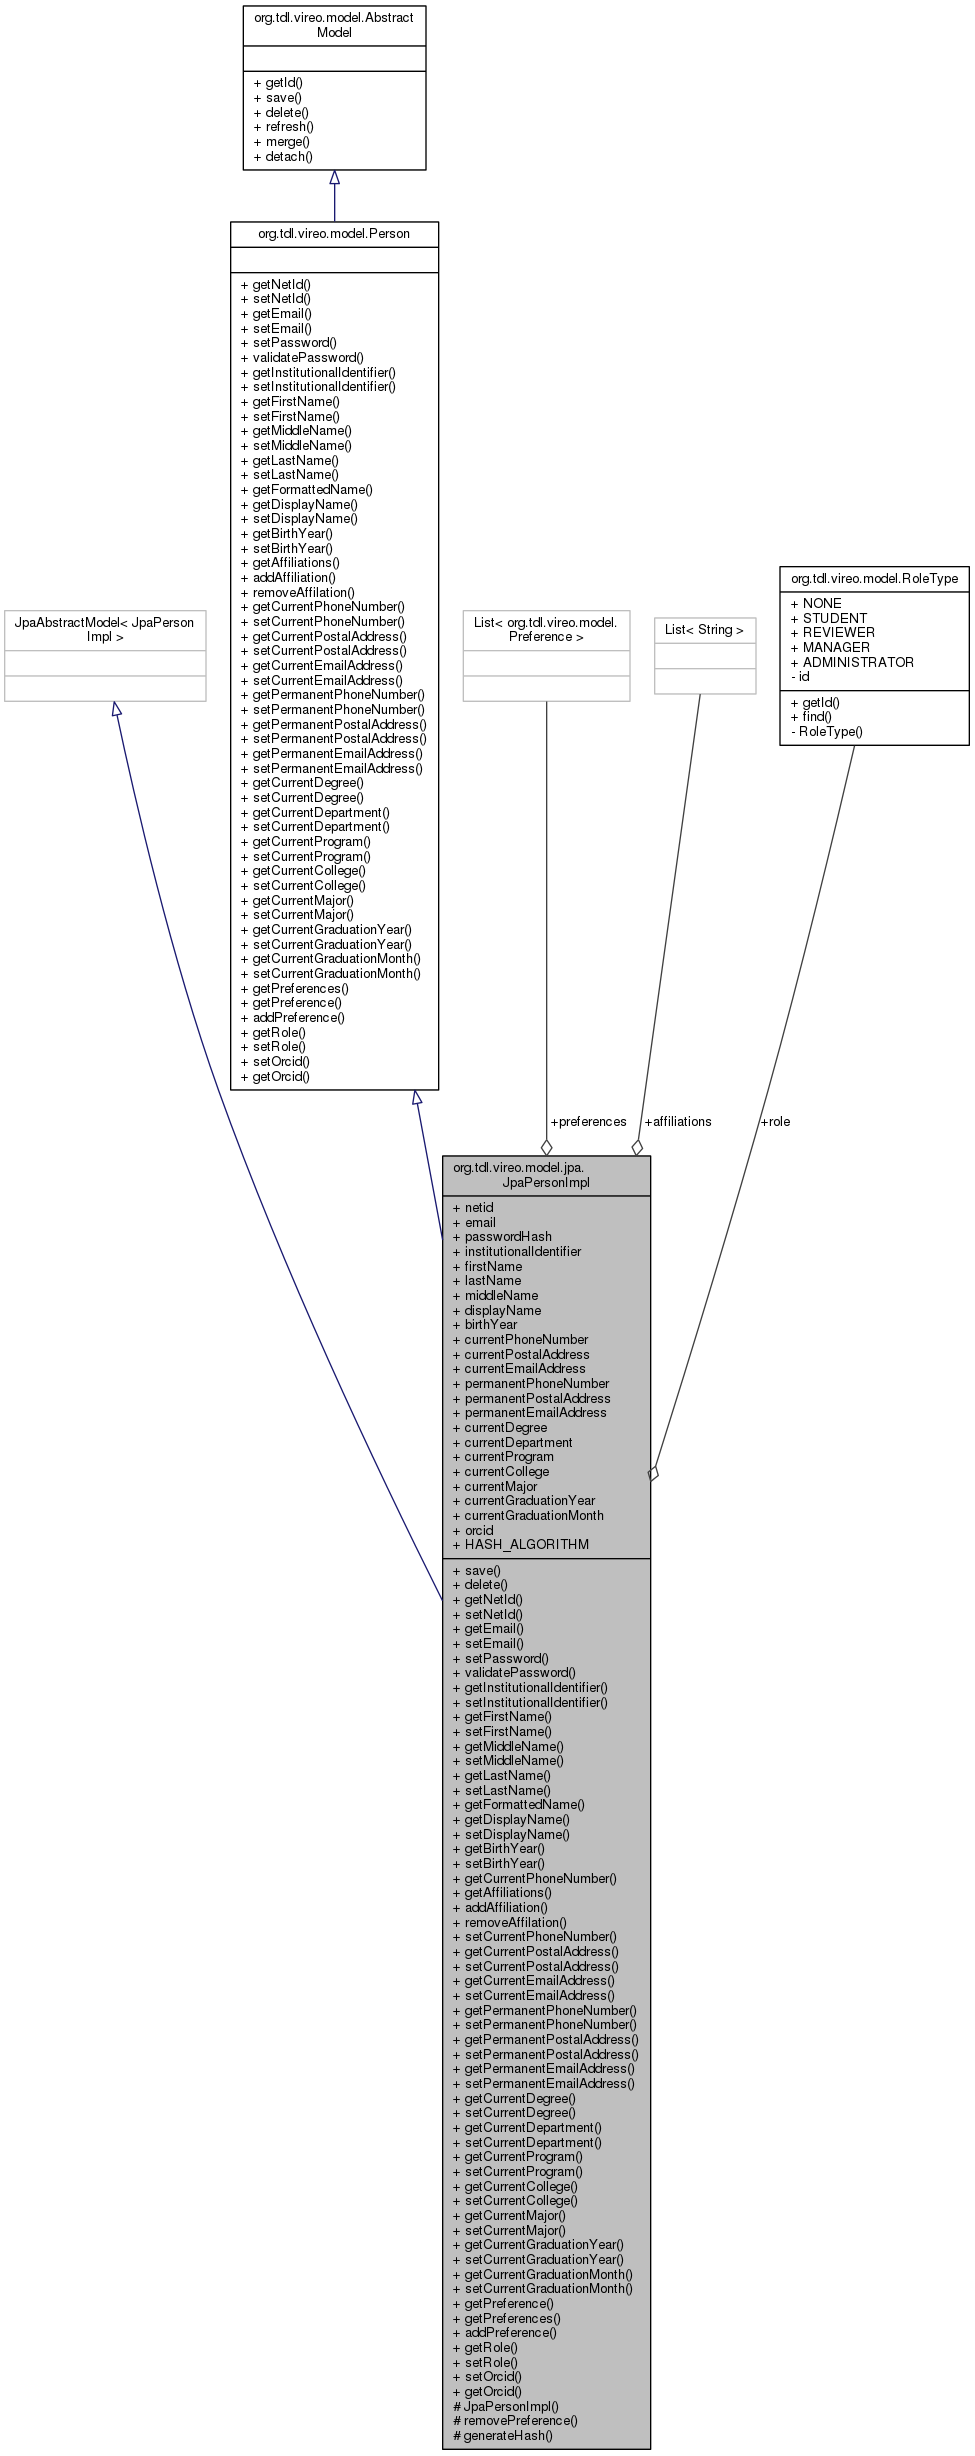 org.tdl.vireo.model.Abstract
Model
+ getId()
+ save()
+ delete()
+ refresh()
+ merge()
+ detach()
org.tdl.vireo.model.Person
+ getNetId()
+ setNetId()
+ getEmail()
+ setEmail()
+ setPassword()
+ validatePassword()
+ getInstitutionalIdentifier()
+ setInstitutionalIdentifier()
+ getFirstName()
+ setFirstName()
+ getMiddleName()
+ setMiddleName()
+ getLastName()
+ setLastName()
+ getFormattedName()
+ getDisplayName()
+ setDisplayName()
+ getBirthYear()
+ setBirthYear()
+ getAffiliations()
+ addAffiliation()
+ removeAffilation()
+ getCurrentPhoneNumber()
+ setCurrentPhoneNumber()
+ getCurrentPostalAddress()
+ setCurrentPostalAddress()
+ getCurrentEmailAddress()
+ setCurrentEmailAddress()
+ getPermanentPhoneNumber()
+ setPermanentPhoneNumber()
+ getPermanentPostalAddress()
+ setPermanentPostalAddress()
+ getPermanentEmailAddress()
+ setPermanentEmailAddress()
+ getCurrentDegree()
+ setCurrentDegree()
+ getCurrentDepartment()
+ setCurrentDepartment()
+ getCurrentProgram()
+ setCurrentProgram()
+ getCurrentCollege()
+ setCurrentCollege()
+ getCurrentMajor()
+ setCurrentMajor()
+ getCurrentGraduationYear()
+ setCurrentGraduationYear()
+ getCurrentGraduationMonth()
+ setCurrentGraduationMonth()
+ getPreferences()
+ getPreference()
+ addPreference()
+ getRole()
+ setRole()
+ setOrcid()
+ getOrcid()
JpaAbstractModel< JpaPerson
Impl >
List< org.tdl.vireo.model.
Preference >
List< String >
org.tdl.vireo.model.RoleType
+ NONE
+ STUDENT
+ REVIEWER
+ MANAGER
+ ADMINISTRATOR
- id
+ getId()
+ find()
- RoleType()
+preferences
+affiliations
+role
org.tdl.vireo.model.jpa.
JpaPersonImpl
+ netid
+ email
+ passwordHash
+ institutionalIdentifier
+ firstName
+ lastName
+ middleName
+ displayName
+ birthYear
+ currentPhoneNumber
+ currentPostalAddress
+ currentEmailAddress
+ permanentPhoneNumber
+ permanentPostalAddress
+ permanentEmailAddress
+ currentDegree
+ currentDepartment
+ currentProgram
+ currentCollege
+ currentMajor
+ currentGraduationYear
+ currentGraduationMonth
+ orcid
+ HASH_ALGORITHM
+ save()
+ delete()
+ getNetId()
+ setNetId()
+ getEmail()
+ setEmail()
+ setPassword()
+ validatePassword()
+ getInstitutionalIdentifier()
+ setInstitutionalIdentifier()
+ getFirstName()
+ setFirstName()
+ getMiddleName()
+ setMiddleName()
+ getLastName()
+ setLastName()
+ getFormattedName()
+ getDisplayName()
+ setDisplayName()
+ getBirthYear()
+ setBirthYear()
+ getCurrentPhoneNumber()
+ getAffiliations()
+ addAffiliation()
+ removeAffilation()
+ setCurrentPhoneNumber()
+ getCurrentPostalAddress()
+ setCurrentPostalAddress()
+ getCurrentEmailAddress()
+ setCurrentEmailAddress()
+ getPermanentPhoneNumber()
+ setPermanentPhoneNumber()
+ getPermanentPostalAddress()
+ setPermanentPostalAddress()
+ getPermanentEmailAddress()
+ setPermanentEmailAddress()
+ getCurrentDegree()
+ setCurrentDegree()
+ getCurrentDepartment()
+ setCurrentDepartment()
+ getCurrentProgram()
+ setCurrentProgram()
+ getCurrentCollege()
+ setCurrentCollege()
+ getCurrentMajor()
+ setCurrentMajor()
+ getCurrentGraduationYear()
+ setCurrentGraduationYear()
+ getCurrentGraduationMonth()
+ setCurrentGraduationMonth()
+ getPreference()
+ getPreferences()
+ addPreference()
+ getRole()
+ setRole()
+ setOrcid()
+ getOrcid()
# JpaPersonImpl()
# removePreference()
# generateHash()